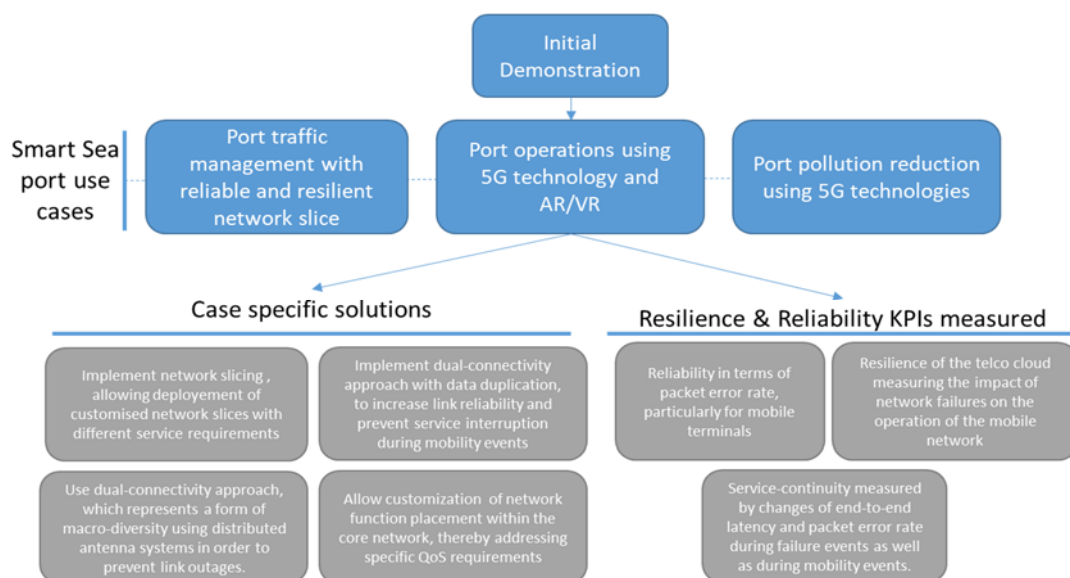 Initial
Demonstration
Smart Sea
port use
cases
Port traffic
management with
reliable and resilient
network slice
Port operations using
5G technology and
AR/VR
Port pollution reduction
using 5G technologies
Case specific solutions
Implement network slicing ,
allowing deployement of
customised network slices with
different service requirements
Implement dual-connectivity
approach with data duplication,
to increase link reliability and
prevent service interruption
during mobility events
Use dual-connectivity approach,
which represents a form of
macro-diversity using distributed
antenna systems in order to
prevent link outages.
Allow customization of network
function placement within the
core network, thereby addressing
specific QoS requirements
Resilience & Reliability KPIs measured
Reliability in terms of
packet error rate,
particularly for mobile
terminals
Resilience of the telco cloud
measuring the impact of
network failures on the
operation of the mobile
network
Service-continuity measured
by changes of end-to-end
latency and packet error rate
during failure events as well
as during mobility events.